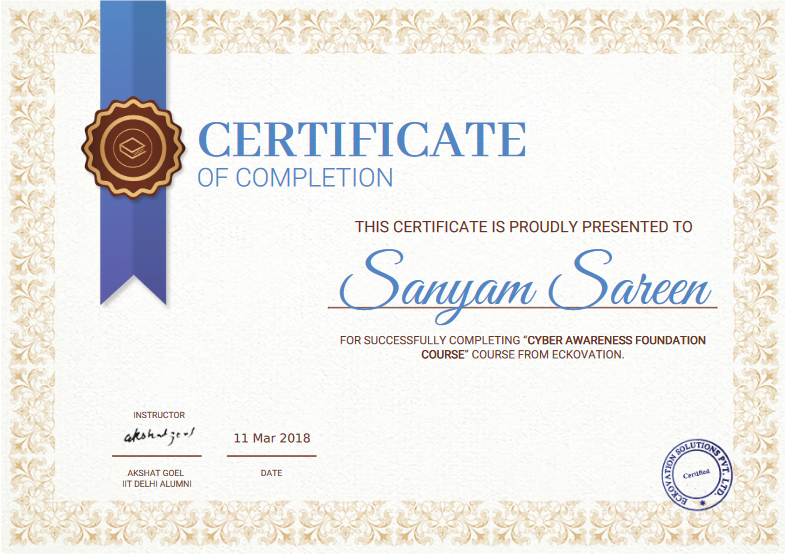 CERTIFICATE
OF COMPLETION
THIS CERTIFICATE IS PROUDLY PRESENTED TO
Sanyam Sareen
FOR SUCCESSFULLY COMPLETING “CYBER AWARENESS FOUNDATION
COURSE” COURSE FROM ECKOVATION.
INSTRUCTOR
akshat goel
11 Mar 2018
AKSHAT GOEL
IIT DELHI ALUMNI
DATE
ECKOVATION SOLUTIONS PVT. LTD.
Certified